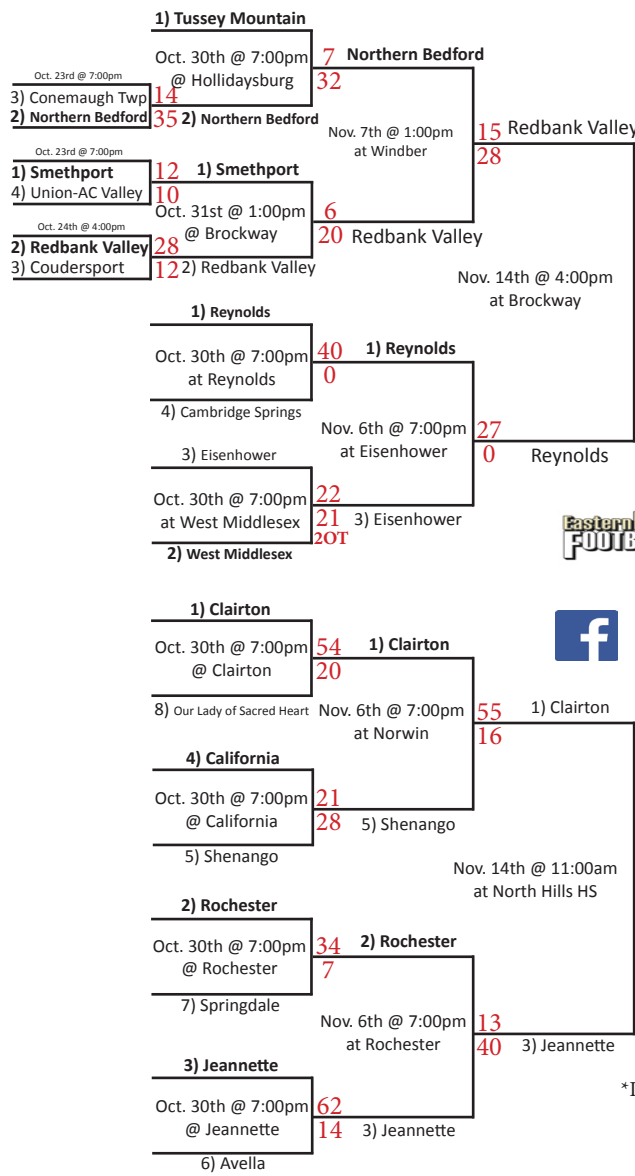 1) Tussey Mountain
Oct. 30th @ 7:00pm
@ Hollidaysburg
7
32
Northern Bedford
Oct. 23rd @ 7:00pm
3) Conemaugh Twp
14
2) Northern Bedford
35
2) Northern Bedford
Nov. 7th @ 1:00pm
at Windber
15
28
Redbank Valley
Oct. 23rd @ 7:00pm
1) Smethport
12
4) Union-AC Valley
10
1) Smethport
Oct. 31st @ 1:00pm
@ Brockway
6
20
Redbank Valley
Oct. 24th @ 4:00pm
2) Redbank Valley
28
3) Coudersport
12
2) Redbank Valley
Nov. 14th @ 4:00pm
at Brockway
1) Reynolds
Oct. 30th @ 7:00pm
at Reynolds
40
0
1) Reynolds
4) Cambridge Springs
Nov. 6th @ 7:00pm
at Eisenhower
27
0
Reynolds
3) Eisenhower
Oct. 30th @ 7:00pm
at West Middlesex
22
21
2OT
3) Eisenhower
2) West Middlesex
Eastern
1) Clairton
Oct. 30th @ 7:00pm
@ Clairton
54
20
1) Clairton
8) Our Lady of Sacred Heart
Nov. 6th @ 7:00pm
at Norwin
55
16
1) Clairton
4) California
Oct. 30th @ 7:00pm
@ California
21
28
5) Shenango
5) Shenango
Nov. 14th @ 11:00am
at North Hills HS
2) Rochester
Oct. 30th @ 7:00pm
@ Rochester
34
7
2) Rochester
7) Springdale
Nov. 6th @ 7:00pm
at Rochester
13
40
3) Jeannette
3) Jeannette
Oct. 30th @ 7:00pm
@ Jeannette
62
14
3) Jeannette
6) Avella